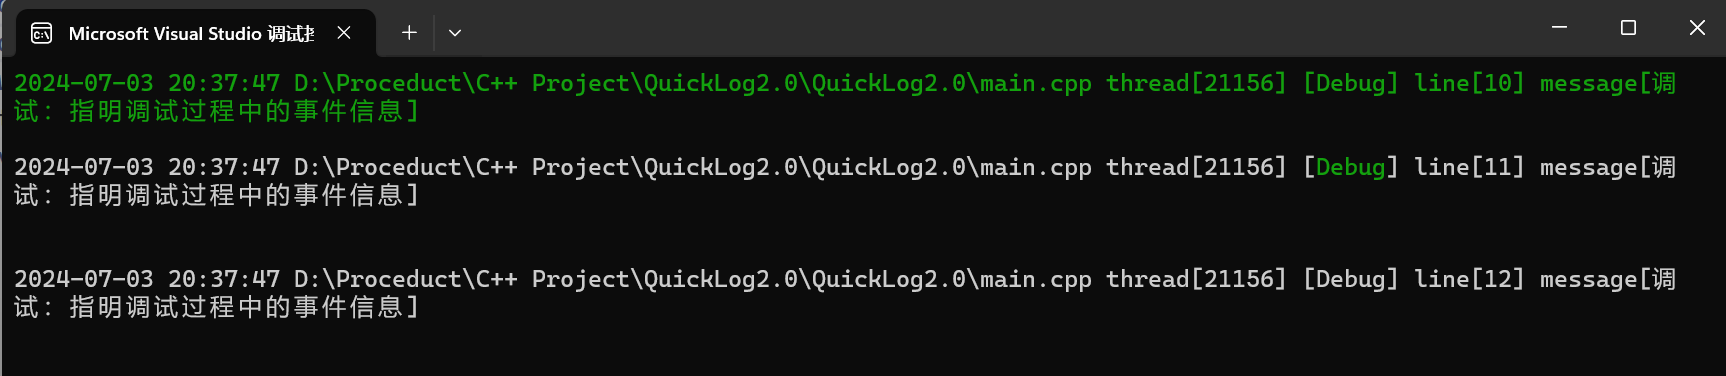 Microsoft Visual Studio 调试
2024-07-03 20:37:47 D:\Proceduct\C++ Project\QuickLog2.0\QuickLog2.0\main.cpp thread[21156] [Debug] line[10] message[调
试: 指明调试过程中的事件信息]
2024-07-03 20:37:47 D:\Proceduct\C++ Project\QuickLog2.0\QuickLog2.0\main.cpp thread[21156] [Debug] line[11] message[调
试: 指明调试过程中的事件信息]
2024-07-03 20:37:47 D:\Proceduct\C++ Project\QuickLog2.0\QuickLog2.0\main.cpp thread[21156] [Debug] line[12] message[调
试: 指明调试过程中的事件信息]